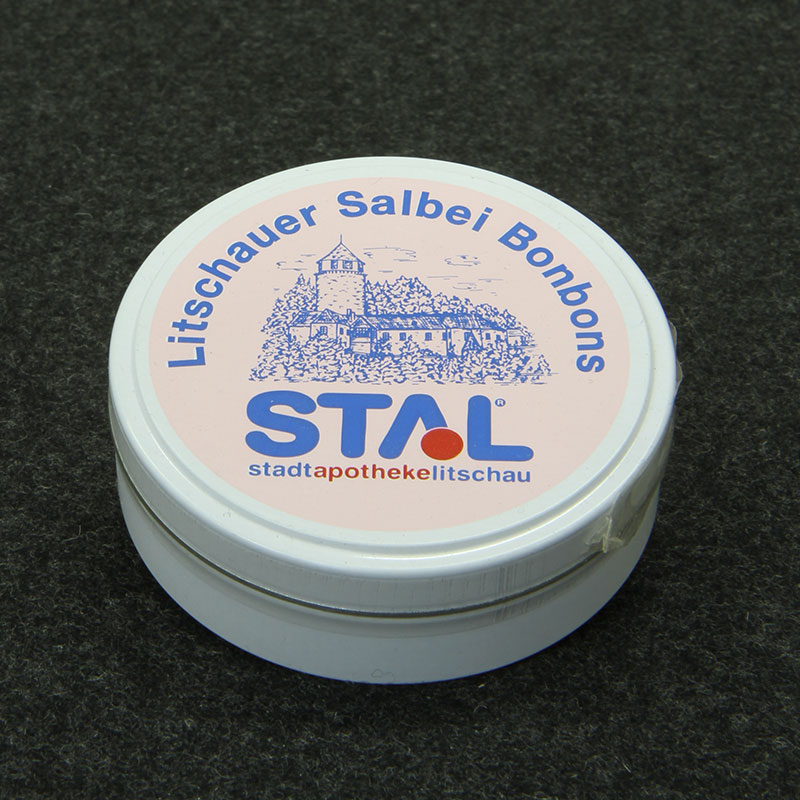 Litschauer Salbei Bonbons
STAL®
stadtapothekelitschau